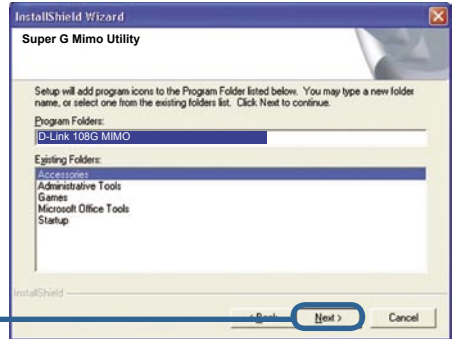 InstallShield Wizard
Super G Mimo Utility
Setup will add program icons to the Program Folder listed below. You may type a new folder
name, or select one from the existing folders list. Click Next to continue.
Program Folders:
D-Link 108G MIMO
Existing Folders:
Accessories
Administrative Tools
Games
Microsoft Office Tools
Startup
InstallShield
< Back
Next >
Cancel